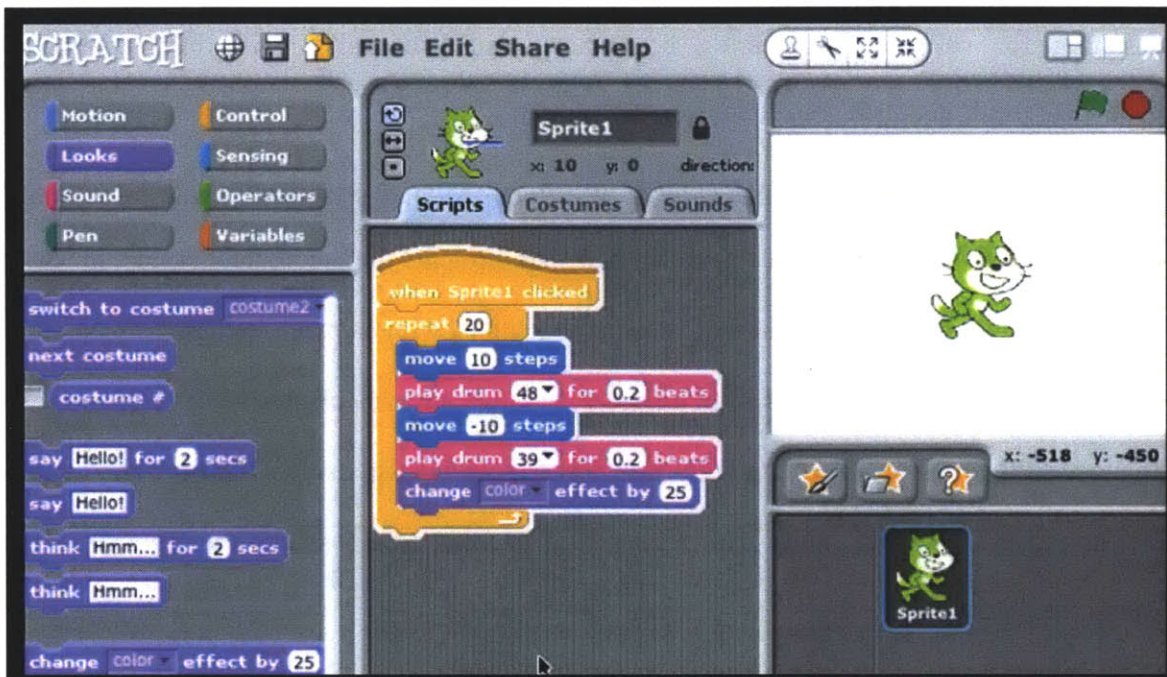 SCRATCH File Edit Share Help
Motion Control
Looks Sensing
Sound Operators
Pen Variables
switch to costume costume2
next costume
costume #
say Hello! for 2 secs
say Hello!
think Hmm... for 2 secs
think Hmm...
change color effect by 25
Sprite1
x: 10 y: 0 direction:
Scripts Costumes Sounds
when Sprite1 clicked
repeat 20
move 10 steps
play drum 48 for 0.2 beats
move -10 steps
play drum 39 for 0.2 beats
change color effect by 25
x: -518 y: -450
Sprite1